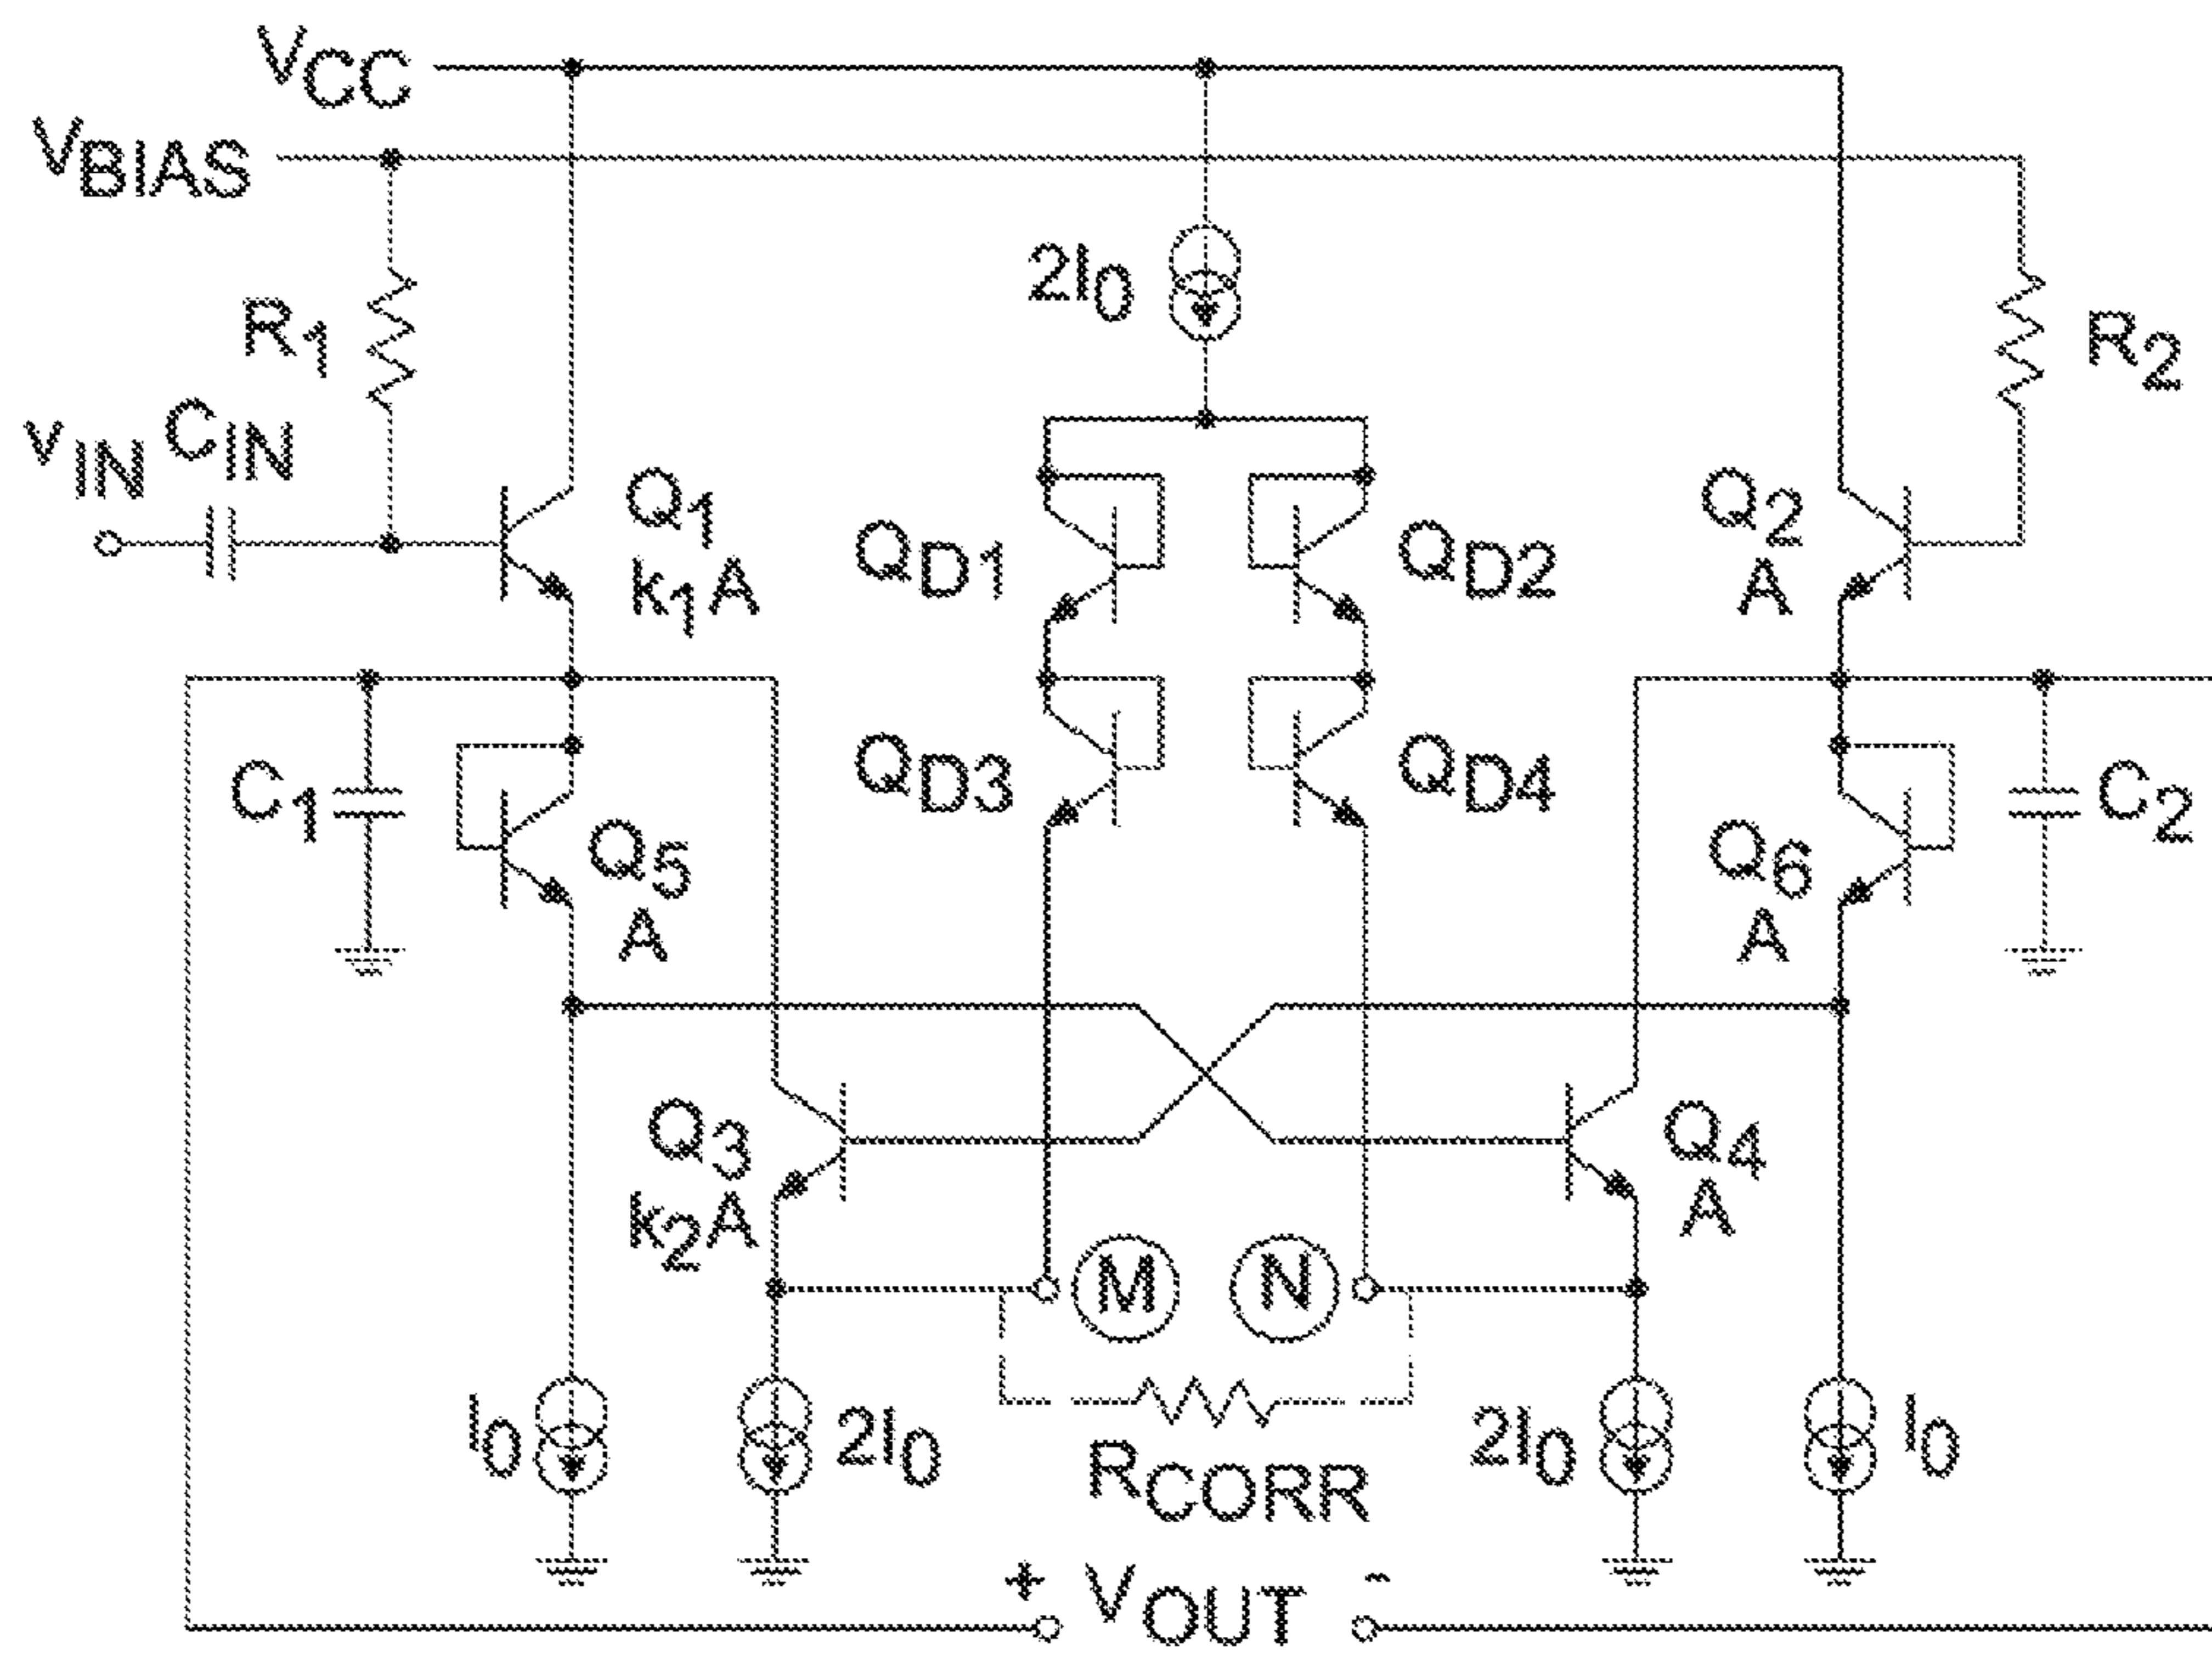 VCC
VBIAS
2I0
R1
R2
vIN CIN
Q1
k1A
QD1
QD2
Q2
A
C1
Q5
A
QD3
QD4
Q6
A
C2
Q3
k2A
Q4
A
M
N
I0
2I0
RCORR
2I0
I0
+ VOUT -